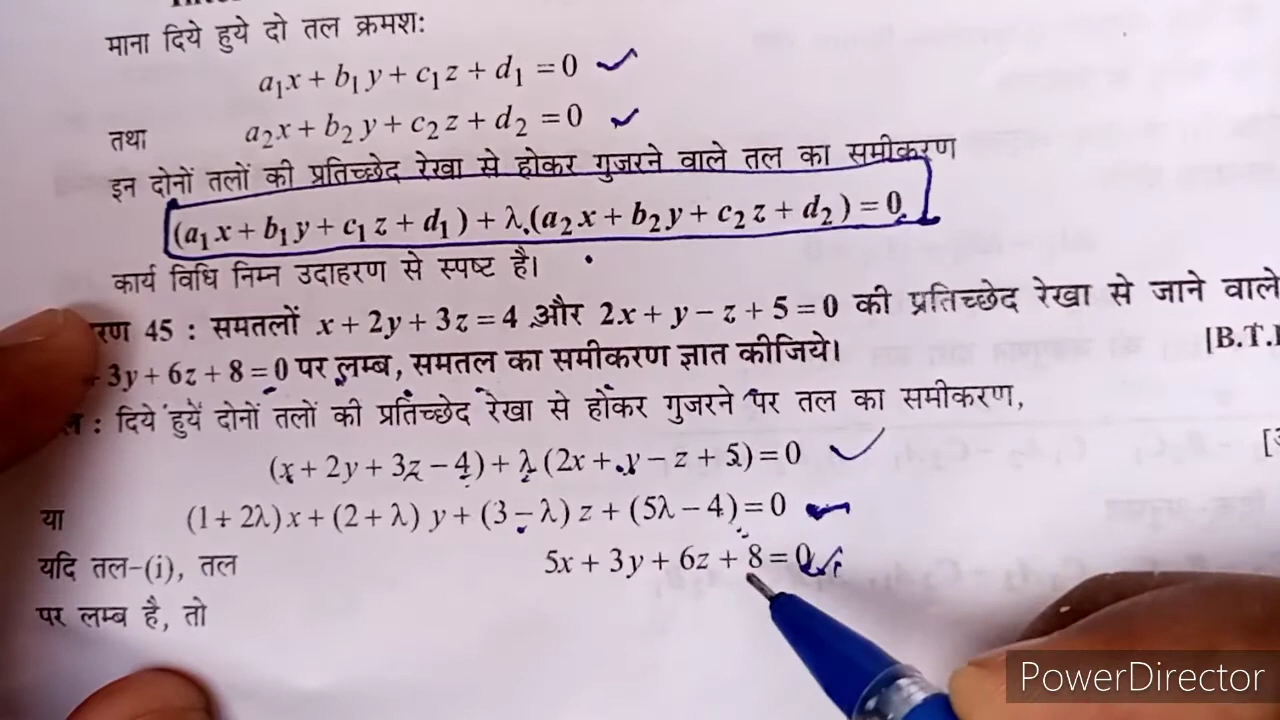 माना दिये हुये दो तल क्रमशः
a₁x + b₁y + c₁z + d₁ = 0
तथा a₂x + b₂y + c₂z + d₂ = 0
इन दोनों तलों की प्रतिच्छेद रेखा से होकर गुजरने वाले तल का समीकरण
(a₁x + b₁y + c₁z + d₁) + λ(a₂x + b₂y + c₂z + d₂) = 0
कार्य विधि निम्न उदाहरण से स्पष्ट है।
रण 45 : समतलों x + 2y + 3z = 4 और 2x + y − z + 5 = 0 की प्रतिच्छेद रेखा से जाने वाले
3y + 6z + 8 = 0 पर लम्ब, समतल का समीकरण ज्ञात कीजिये। [B.T.
: दिये हुये दोनों तलों की प्रतिच्छेद रेखा से होकर गुजरने पर तल का समीकरण,
(x + 2y + 3z − 4) + λ(2x + y − z + 5) = 0
या (1 + 2λ)x + (2 + λ)y + (3 − λ)z + (5λ − 4) = 0
यदि तल-(i), तल 5x + 3y + 6z + 8 = 0
पर लम्ब है, तो
PowerDirector